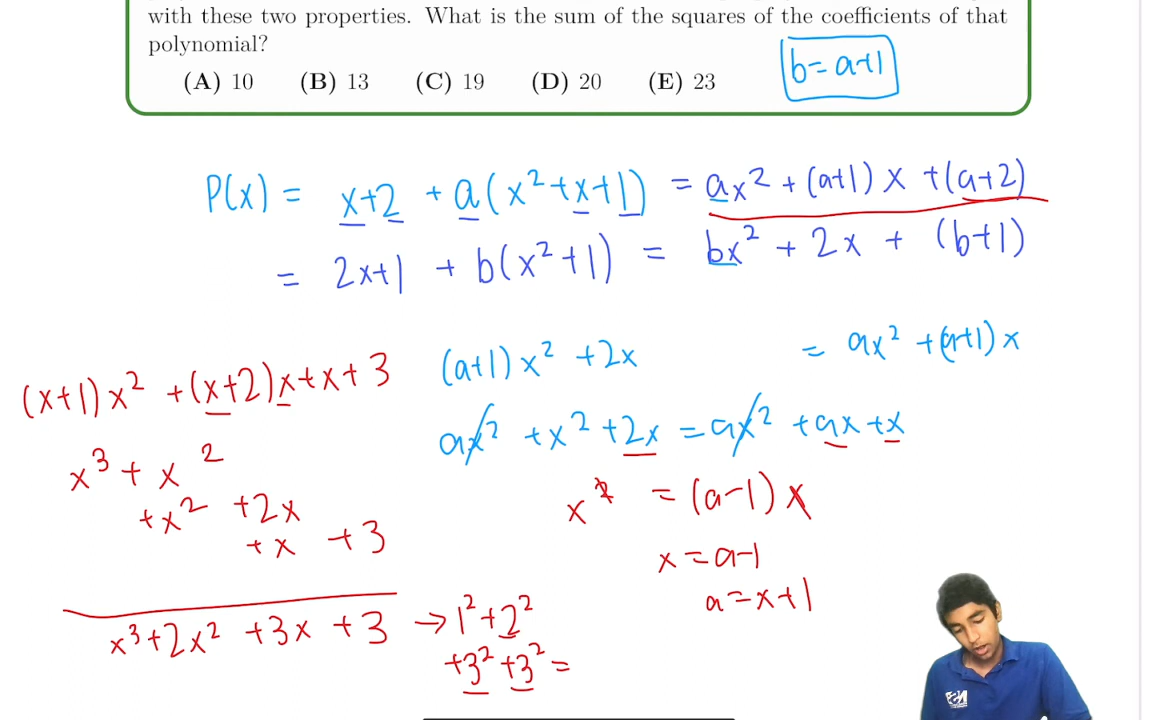 with these two properties. What is the sum of the squares of the coefficients of that
polynomial?
(A) 10 (B) 13 (C) 19 (D) 20 (E) 23
b=a+1
P(x) = x+2 + a(x²+x+1) = ax² + (a+1)x + (a+2)
= 2x+1 + b(x²+1) = bx² + 2x + (b+1)
(a+1)x² +2x = ax² +(a+1)x
ax² +x² +2x = ax² +ax +x
x² = (a-1)x
x = a-1
a = x+1
(x+1)x² +(x+2)x+x+3
x³ + x²
+x² +2x
+x +3
x³+2x² +3x +3 → 1²+2²
+3²+3² =